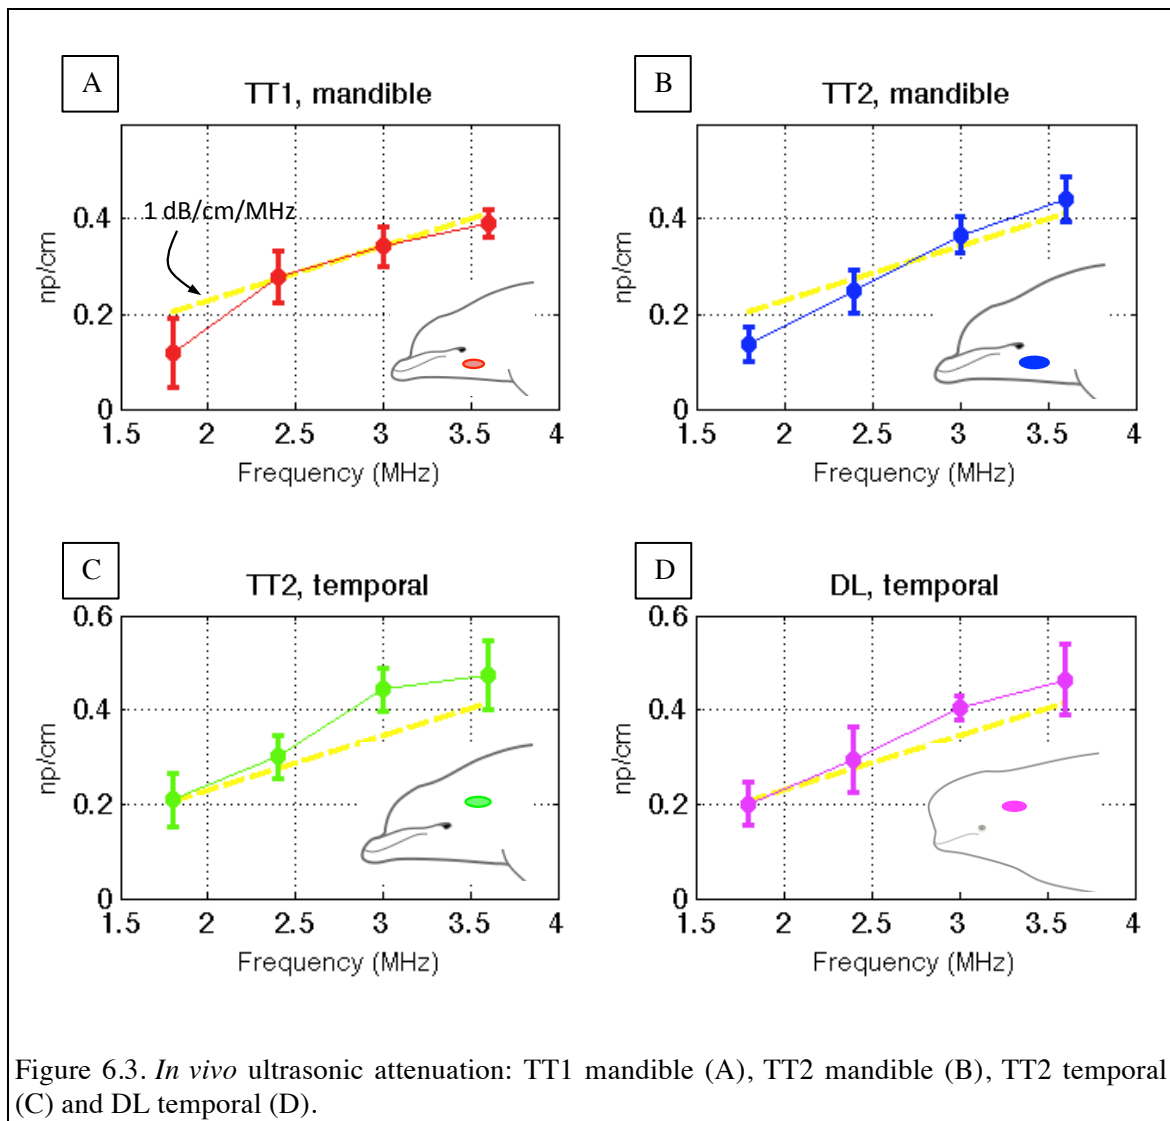 A
TT1, mandible
np/cm
0.4
0.2
0
1 dB/cm/MHz
1.5 2 2.5 3 3.5 4
Frequency (MHz)
B
TT2, mandible
np/cm
0.4
0.2
0
1.5 2 2.5 3 3.5 4
Frequency (MHz)
C
TT2, temporal
np/cm
0.6
0.4
0.2
0
1.5 2 2.5 3 3.5 4
Frequency (MHz)
D
DL, temporal
np/cm
0.6
0.4
0.2
0
1.5 2 2.5 3 3.5 4
Frequency (MHz)
Figure 6.3. In vivo ultrasonic attenuation: TT1 mandible (A), TT2 mandible (B), TT2 temporal
(C) and DL temporal (D).